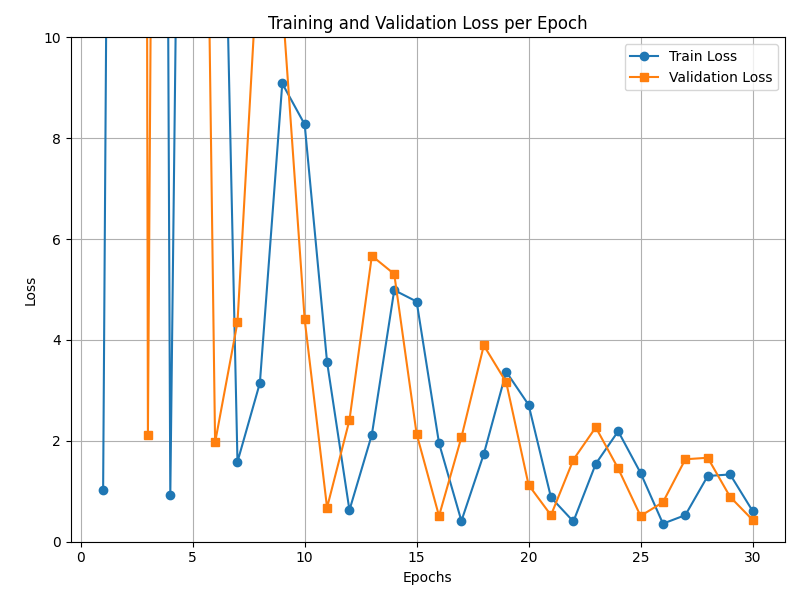 Training and Validation Loss per Epoch
Train Loss
Validation Loss
Loss
10
8
6
4
2
0
0 5 10 15 20 25 30
Epochs